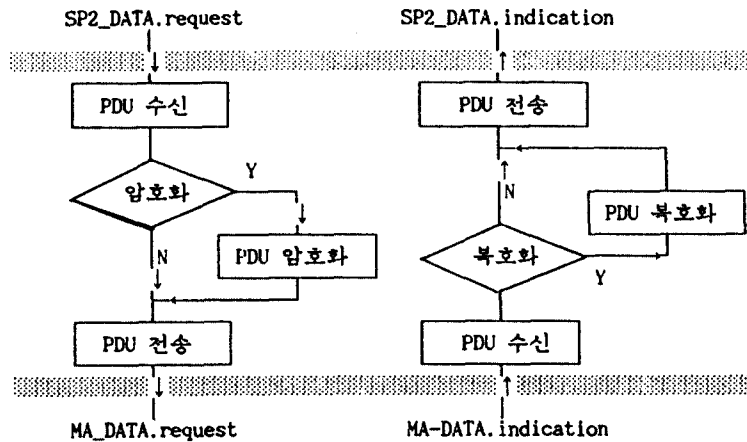 SP2_DATA.request
SP2_DATA.indication
PDU 수신
PDU 전송
암호화
Y
N
PDU 암호화
N
PDU 복호화
복호화
Y
PDU 전송
PDU 수신
MA_DATA.request
MA-DATA.indication